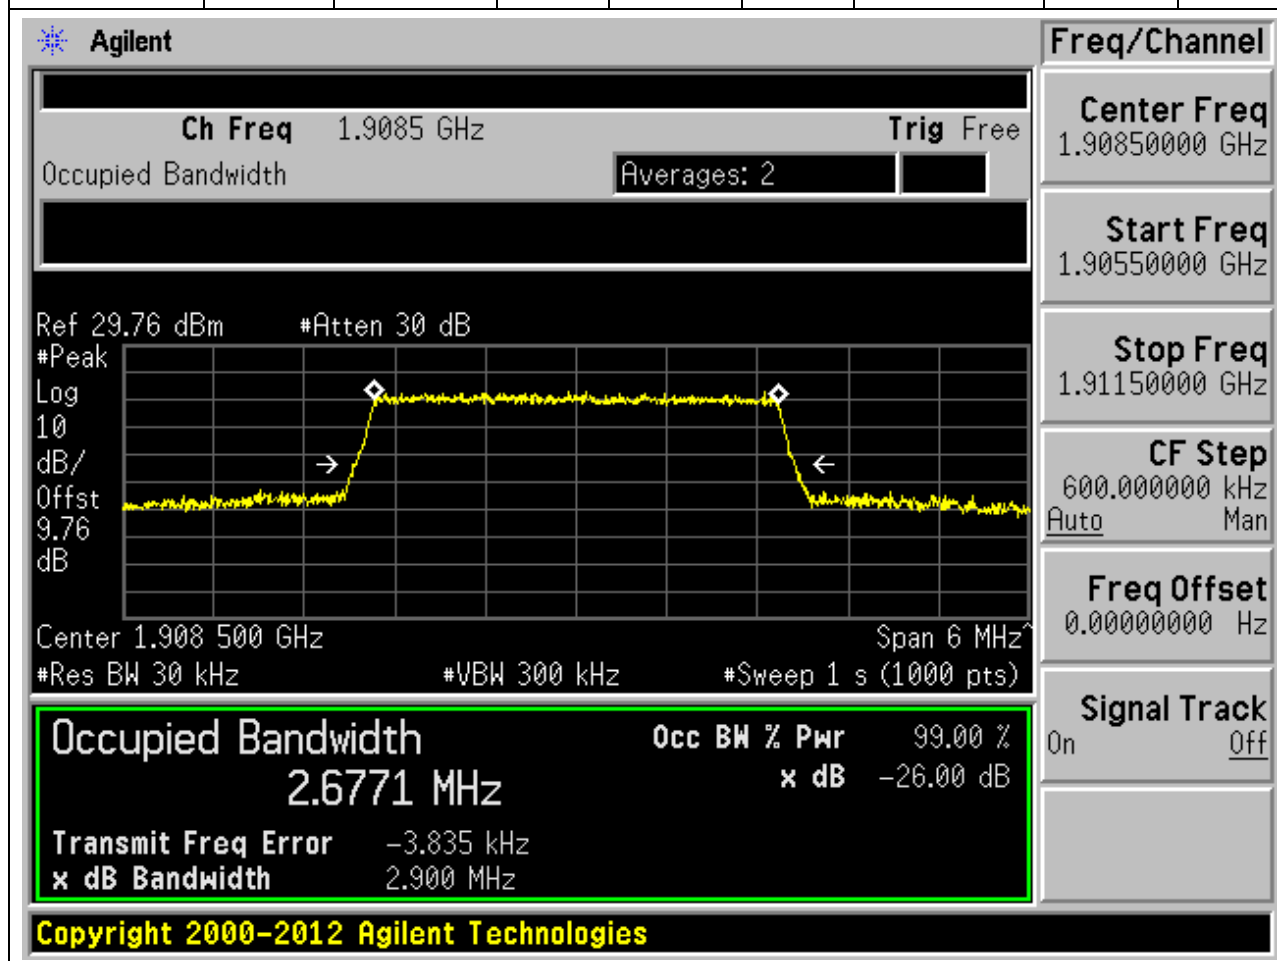 Agilent
Freq/Channel
Ch Freq 1.9085 GHz Trig Free
Occupied Bandwidth Averages: 2
Center Freq
1.90850000 GHz
Start Freq
1.90550000 GHz
Stop Freq
1.91150000 GHz
CF Step
600.000000 kHz
Auto Man
Freq Offset
0.00000000 Hz
Signal Track
On Off
Ref 29.76 dBm #Atten 30 dB
#Peak
Log
10
dB/
Offst
9.76
dB
Center 1.908 500 GHz Span 6 MHz^
#Res BW 30 kHz #VBW 300 kHz #Sweep 1 s (1000 pts)
Occupied Bandwidth Occ BW % Pwr 99.00 %
2.6771 MHz x dB -26.00 dB
Transmit Freq Error -3.835 kHz
x dB Bandwidth 2.900 MHz
Copyright 2000-2012 Agilent Technologies